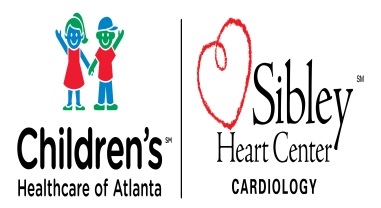 Children's℠
Healthcare of Atlanta
Sibley℠
Heart Center
CARDIOLOGY